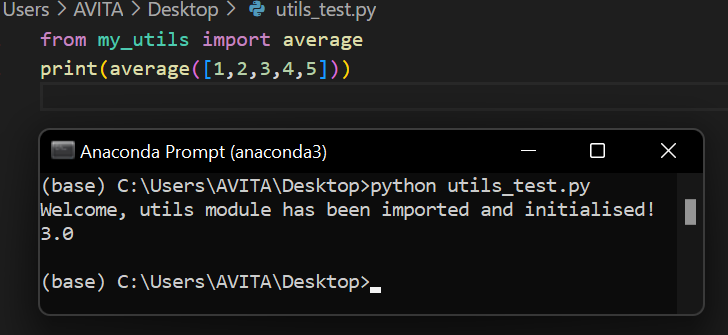 Users > AVITA > Desktop > utils_test.py
from my_utils import average
print(average([1,2,3,4,5]))
Anaconda Prompt (anaconda3)
(base) C:\Users\AVITA\Desktop>python utils_test.py
Welcome, utils module has been imported and initialised!
3.0
(base) C:\Users\AVITA\Desktop>